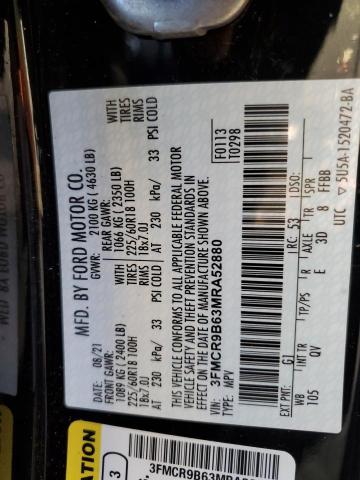 MFD. BY FORD MOTOR CO.
DATE: 08/21 GVWR: 2100 KG ( 4630 LB)
FRONT GAWR: REAR GAWR:
1089 KG (2400 LB) 1066 KG ( 2350 LB)
225/60R18 100H TIRES 225/60R18 100H TIRES
18x7.0J RIMS 18x7.0J RIMS
AT 230 kPa/ 33 PSI COLD AT 230 kPa/ 33 PSI COLD
THIS VEHICLE CONFORMS TO ALL APPLICABLE FEDERAL MOTOR
VEHICLE SAFETY AND THEFT PREVENTION STANDARDS IN EFFECT
ON THE DATE OF MANUFACTURE SHOWN ABOVE.
VIN: 3FMCR9B63MRA52880
TYPE: MPV
F0113
T0298
EXT PNT: G1 RC: 53 DSO:
WB INT TR TP/PS R AXLE TR SPR
105 QV E 3D 8 FFBB
UTC ▽5U5A-1520472-BA
3